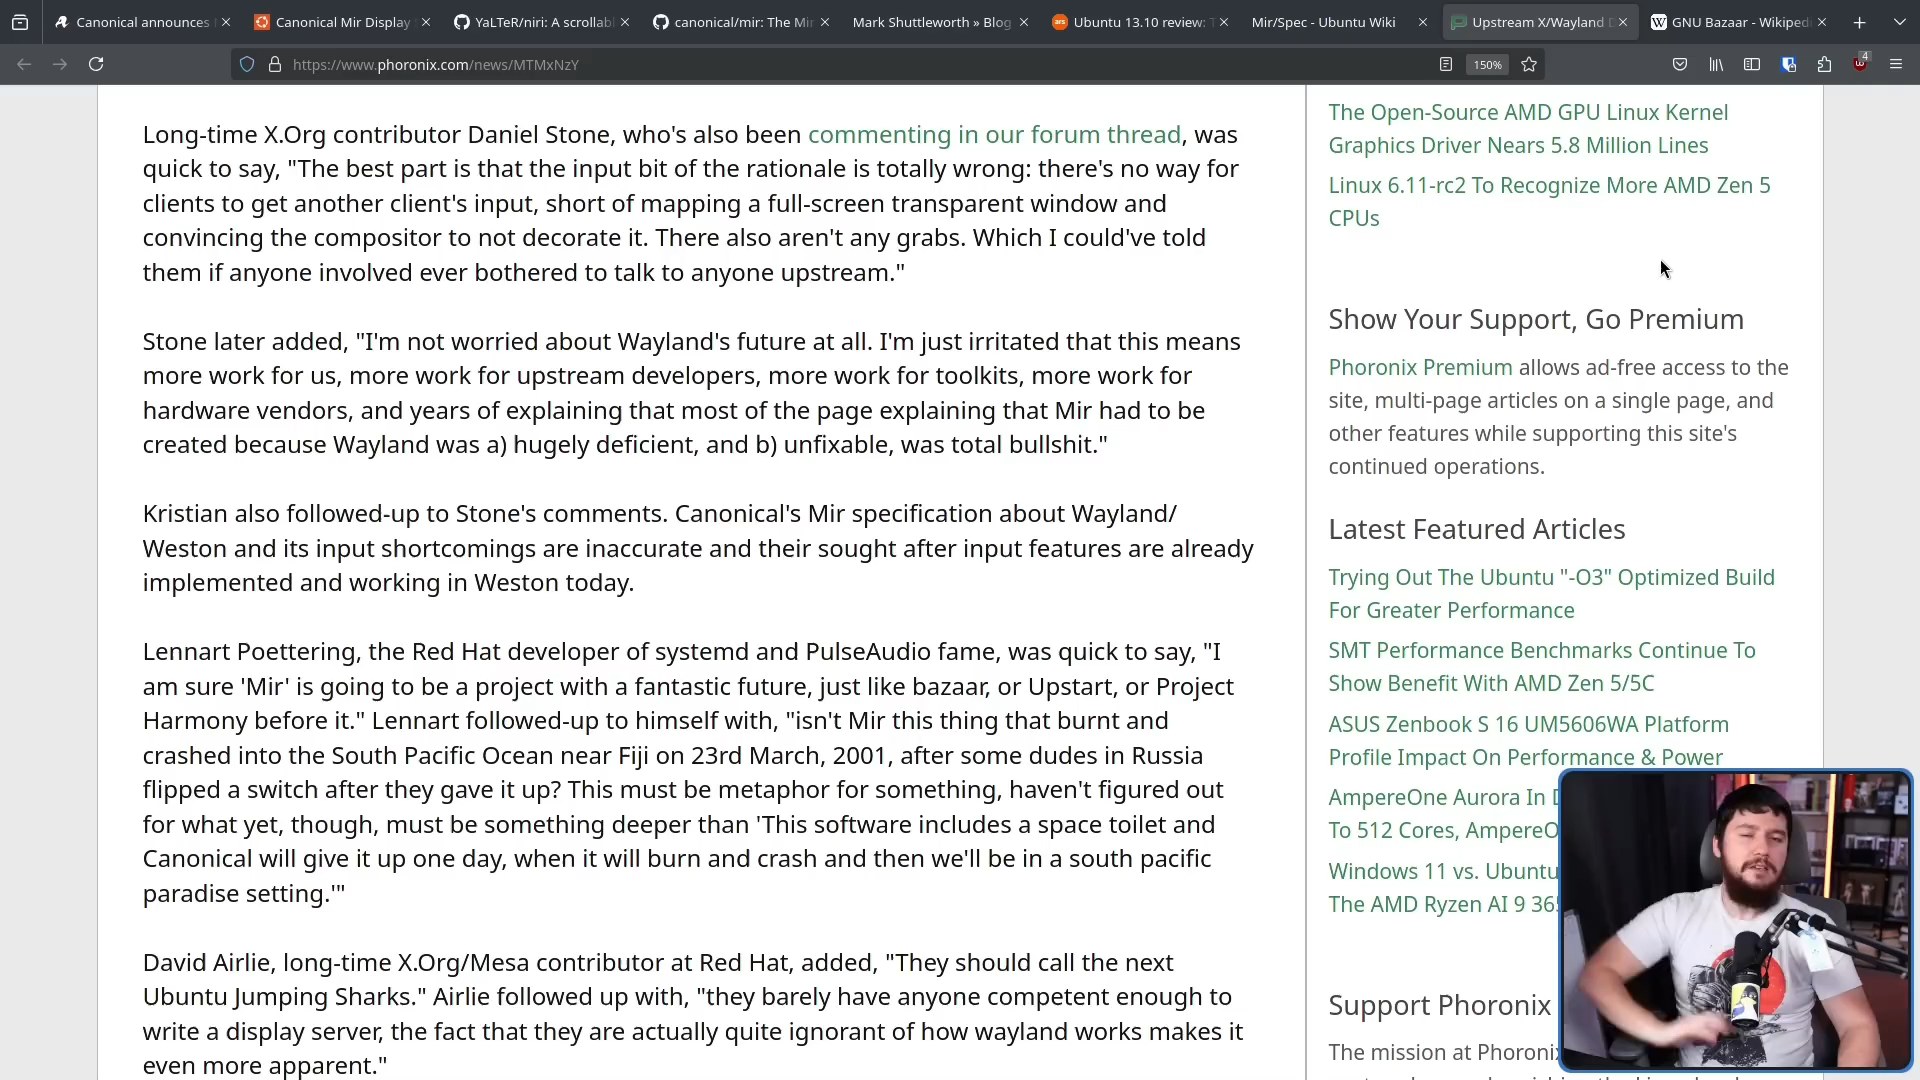 Canonical announces
Canonical Mir Display
YaLTeR/niri: A scrollab
canonical/mir: The Mir
Mark Shuttleworth » Blog
Ubuntu 13.10 review: T
Mir/Spec - Ubuntu Wiki
Upstream X/Wayland D
GNU Bazaar - Wikiped
https://www.phoronix.com/news/MTMxNzY
150%
4
Long-time X.Org contributor Daniel Stone, who's also been commenting in our forum thread, was
quick to say, "The best part is that the input bit of the rationale is totally wrong: there's no way for
clients to get another client's input, short of mapping a full-screen transparent window and
convincing the compositor to not decorate it. There also aren't any grabs. Which I could've told
them if anyone involved ever bothered to talk to anyone upstream."
Stone later added, "I'm not worried about Wayland's future at all. I'm just irritated that this means
more work for us, more work for upstream developers, more work for toolkits, more work for
hardware vendors, and years of explaining that most of the page explaining that Mir had to be
created because Wayland was a) hugely deficient, and b) unfixable, was total bullshit."
Kristian also followed-up to Stone's comments. Canonical's Mir specification about Wayland/
Weston and its input shortcomings are inaccurate and their sought after input features are already
implemented and working in Weston today.
Lennart Poettering, the Red Hat developer of systemd and PulseAudio fame, was quick to say, "I
am sure 'Mir' is going to be a project with a fantastic future, just like bazaar, or Upstart, or Project
Harmony before it." Lennart followed-up to himself with, "isn't Mir this thing that burnt and
crashed into the South Pacific Ocean near Fiji on 23rd March, 2001, after some dudes in Russia
flipped a switch after they gave it up? This must be metaphor for something, haven't figured out
for what yet, though, must be something deeper than 'This software includes a space toilet and
Canonical will give it up one day, when it will burn and crash and then we'll be in a south pacific
paradise setting.'"
David Airlie, long-time X.Org/Mesa contributor at Red Hat, added, "They should call the next
Ubuntu Jumping Sharks." Airlie followed up with, "they barely have anyone competent enough to
write a display server, the fact that they are actually quite ignorant of how wayland works makes it
even more apparent."
The Open-Source AMD GPU Linux Kernel
Graphics Driver Nears 5.8 Million Lines
Linux 6.11-rc2 To Recognize More AMD Zen 5
CPUs
Show Your Support, Go Premium
Phoronix Premium allows ad-free access to the
site, multi-page articles on a single page, and
other features while supporting this site's
continued operations.
Latest Featured Articles
Trying Out The Ubuntu "-O3" Optimized Build
For Greater Performance
SMT Performance Benchmarks Continue To
Show Benefit With AMD Zen 5/5C
ASUS Zenbook S 16 UM5606WA Platform
Profile Impact On Performance & Power
AmpereOne Aurora In D
To 512 Cores, AmpereO
Windows 11 vs. Ubuntu
The AMD Ryzen AI 9 36
Support Phoronix
The mission at Phoronix